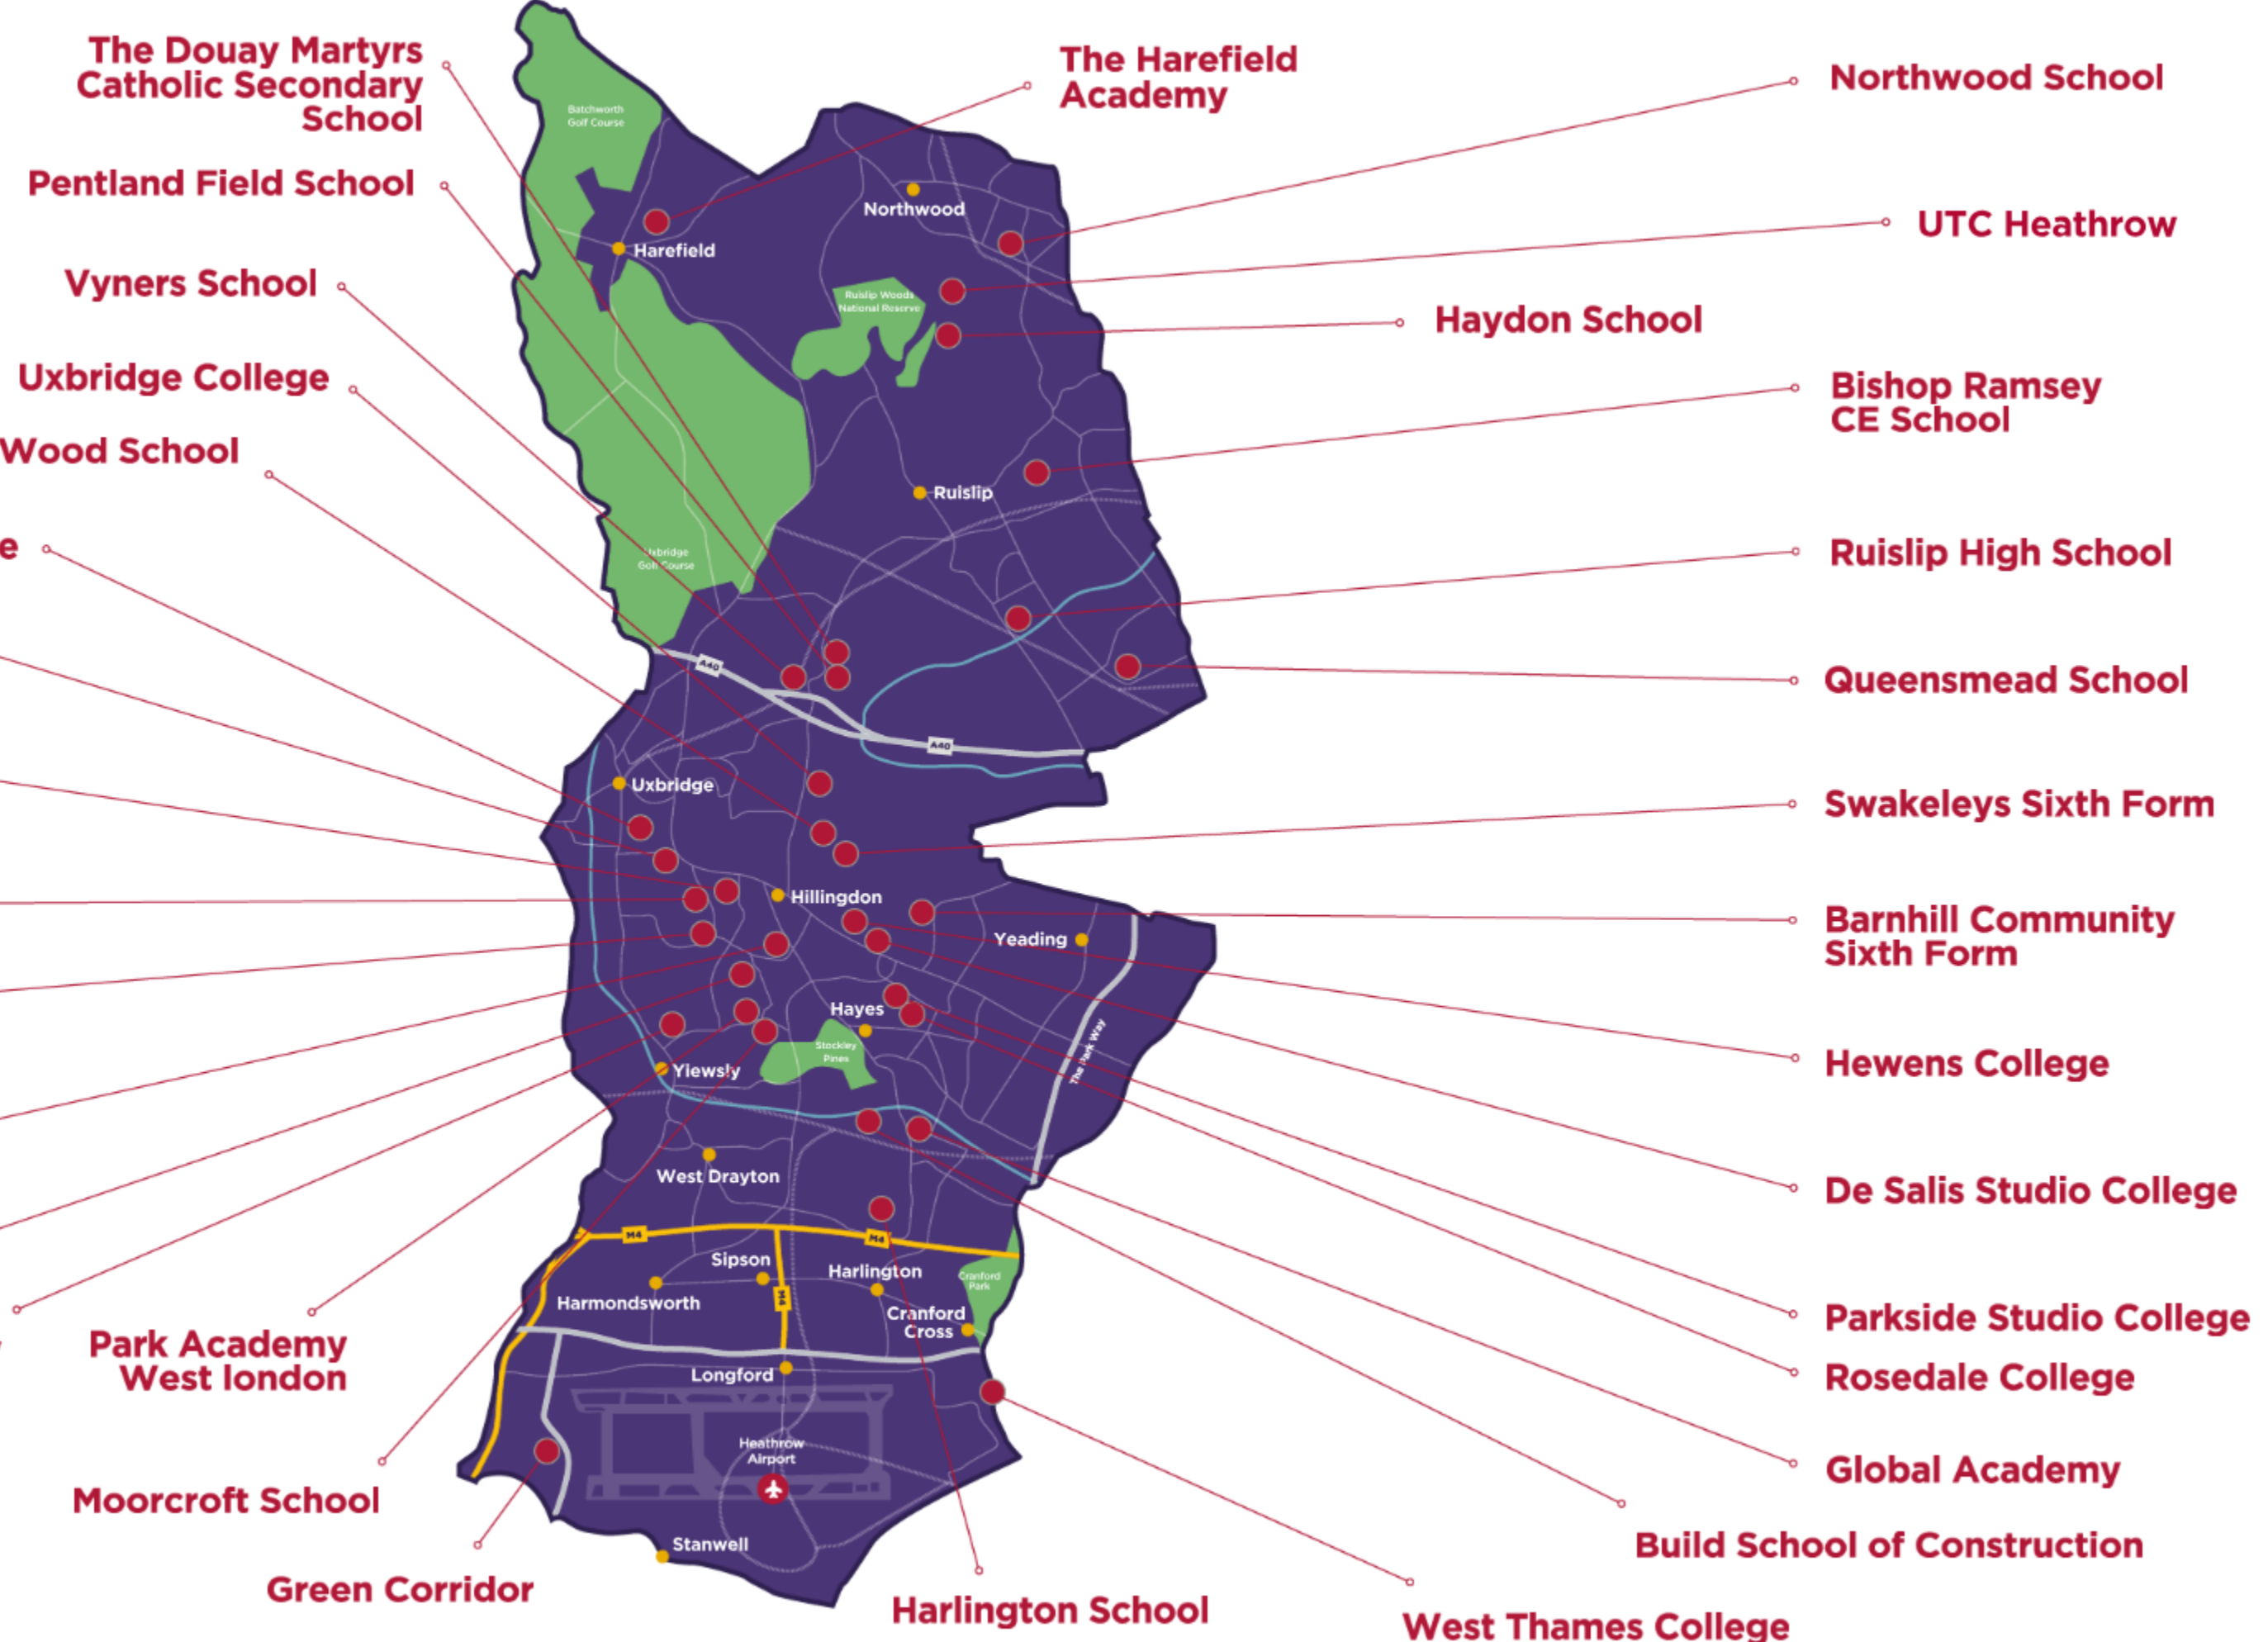 The Douay Martyrs
Catholic Secondary
School
The Harefield
Academy
Northwood School
Pentland Field School
UTC Heathrow
Vyners School
Haydon School
Uxbridge College
Bishop Ramsey
CE School
Wood School
e
Ruislip High School
Queensmead School
Swakeleys Sixth Form
Barnhill Community
Sixth Form
Hewens College
De Salis Studio College
Parkside Studio College
Rosedale College
Global Academy
Build School of Construction
West Thames College
Harlington School
Park Academy
West london
Moorcroft School
Green Corridor
Batchworth
Golf Course
Northwood
Harefield
Ruislip Woods
National Reserve
Ruislip
Uxbridge
Golf Course
A40
A40
Uxbridge
Hillingdon
Yeading
Hayes
Stockley
Pines
The Park Way
Yiewsly
West Drayton
M4
M4
Sipson
Harlington
Cranford
Park
M4
Harmondsworth
Cranford
Cross
Longford
Heathrow
Airport
Stanwell